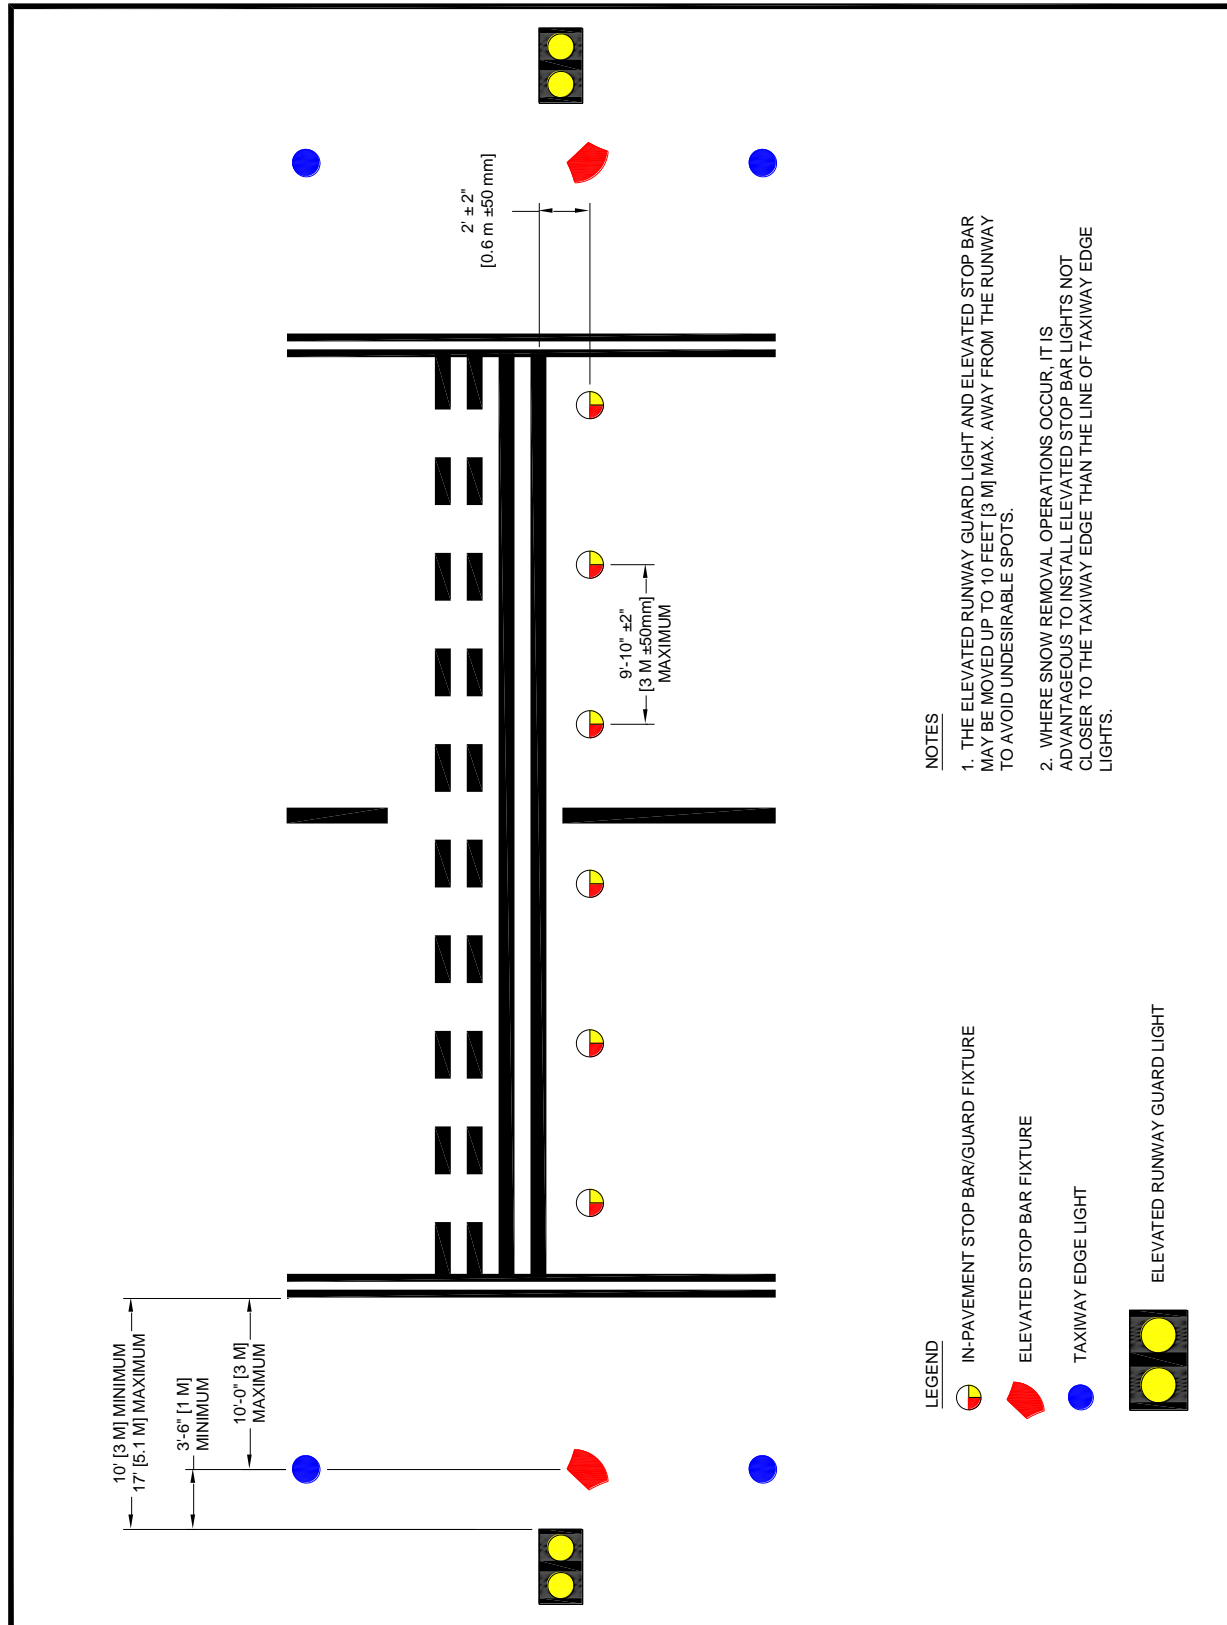 10' [3 M] MINIMUM
17' [5.1 M] MAXIMUM
3'-6" [1 M]
MINIMUM
10'-0" [3 M]
MAXIMUM
9'-10" ±2"
[3 M ±50mm]
MAXIMUM
2' ± 2"
[0.6 m ±50 mm]
LEGEND
IN-PAVEMENT STOP BAR/GUARD FIXTURE
ELEVATED STOP BAR FIXTURE
TAXIWAY EDGE LIGHT
ELEVATED RUNWAY GUARD LIGHT
NOTES
1. THE ELEVATED RUNWAY GUARD LIGHT AND ELEVATED STOP BAR
MAY BE MOVED UP TO 10 FEET [3 M] MAX. AWAY FROM THE RUNWAY
TO AVOID UNDESIRABLE SPOTS.
2. WHERE SNOW REMOVAL OPERATIONS OCCUR, IT IS
ADVANTAGEOUS TO INSTALL ELEVATED STOP BAR LIGHTS NOT
CLOSER TO THE TAXIWAY EDGE THAN THE LINE OF TAXIWAY EDGE
LIGHTS.